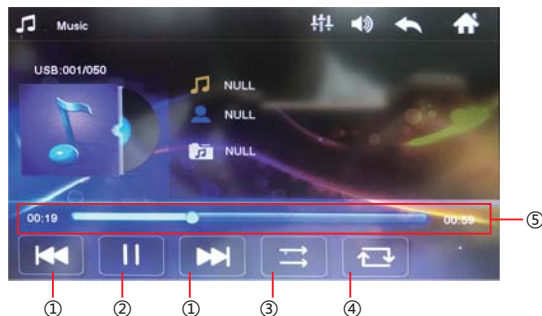 Music
USB:001/050
NULL
NULL
NULL
00:19 00:59 ⑤
① ② ① ③ ④